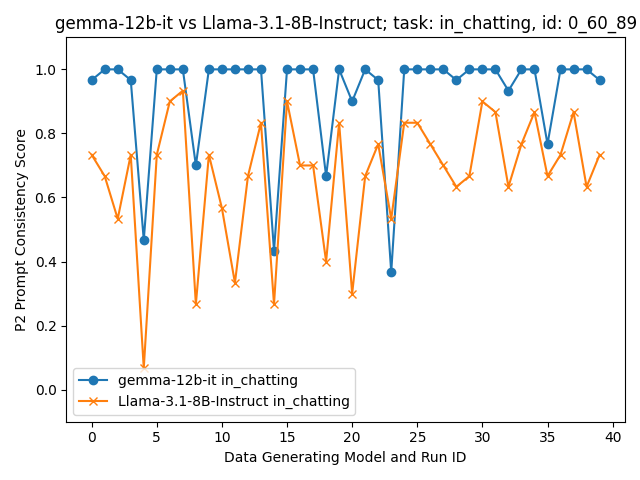 gemma-12b-it vs Llama-3.1-8B-Instruct; task: in_chatting, id: 0_60_89
P2 Prompt Consistency Score
1.0
0.8
0.6
0.4
0.2
0.0
gemma-12b-it in_chatting
Llama-3.1-8B-Instruct in_chatting
0 5 10 15 20 25 30 35 40
Data Generating Model and Run ID